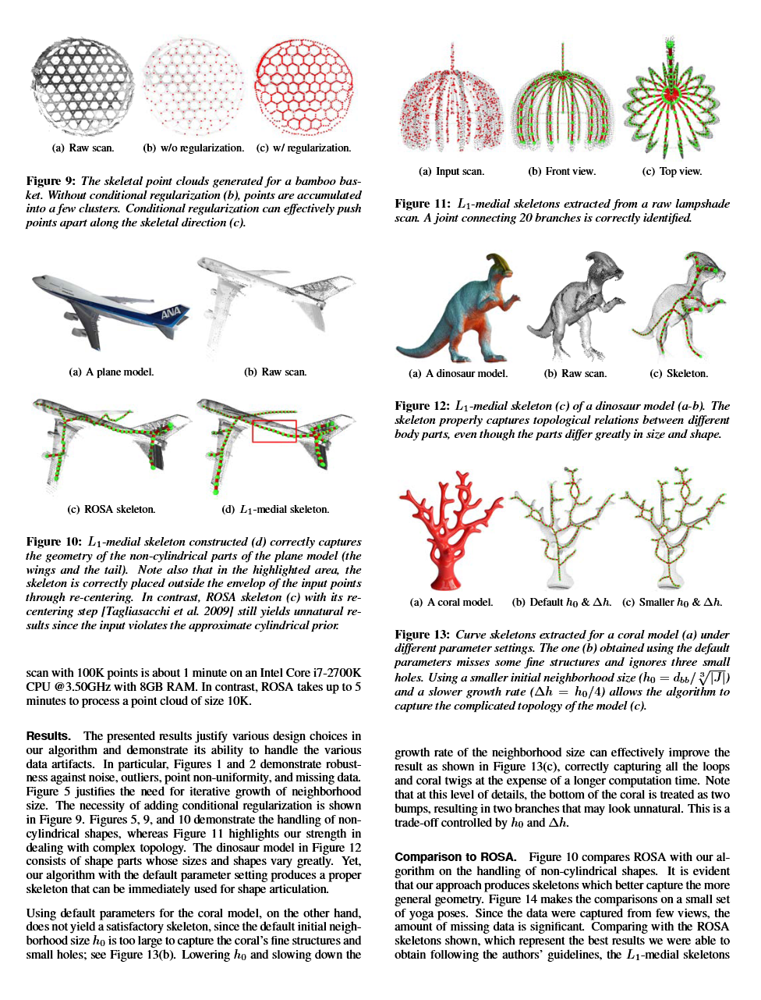 (a) Raw scan. (b) w/o regularization. (c) w/ regularization.
Figure 9: The skeletal point clouds generated for a bamboo bas-
ket. Without conditional regularization (b), points are accumulated
into a few clusters. Conditional regularization can effectively push
points apart along the skeletal direction (c).
ANA
(a) A plane model. (b) Raw scan.
(c) ROSA skeleton. (d) L₁-medial skeleton.
Figure 10: L₁-medial skeleton constructed (d) correctly captures
the geometry of the non-cylindrical parts of the plane model (the
wings and the tail). Note also that in the highlighted area, the
skeleton is correctly placed outside the envelop of the input points
through re-centering. In contrast, ROSA skeleton (c) with its re-
centering step [Tagliasacchi et al. 2009] still yields unnatural re-
sults since the input violates the approximate cylindrical prior.
scan with 100K points is about 1 minute on an Intel Core i7-2700K
CPU @3.50GHz with 8GB RAM. In contrast, ROSA takes up to 5
minutes to process a point cloud of size 10K.
Results. The presented results justify various design choices in
our algorithm and demonstrate its ability to handle the various
data artifacts. In particular, Figures 1 and 2 demonstrate robust-
ness against noise, outliers, point non-uniformity, and missing data.
Figure 5 justifies the need for iterative growth of neighborhood
size. The necessity of adding conditional regularization is shown
in Figure 9. Figures 5, 9, and 10 demonstrate the handling of non-
cylindrical shapes, whereas Figure 11 highlights our strength in
dealing with complex topology. The dinosaur model in Figure 12
consists of shape parts whose sizes and shapes vary greatly. Yet,
our algorithm with the default parameter setting produces a proper
skeleton that can be immediately used for shape articulation.
Using default parameters for the coral model, on the other hand,
does not yield a satisfactory skeleton, since the default initial neigh-
borhood size h₀ is too large to capture the coral's fine structures and
small holes; see Figure 13(b). Lowering h₀ and slowing down the
(a) Input scan. (b) Front view. (c) Top view.
Figure 11: L₁-medial skeletons extracted from a raw lampshade
scan. A joint connecting 20 branches is correctly identified.
(a) A dinosaur model. (b) Raw scan. (c) Skeleton.
Figure 12: L₁-medial skeleton (c) of a dinosaur model (a-b). The
skeleton properly captures topological relations between different
body parts, even though the parts differ greatly in size and shape.
(a) A coral model. (b) Default h₀ & Δh. (c) Smaller h₀ & Δh.
Figure 13: Curve skeletons extracted for a coral model (a) under
different parameter settings. The one (b) obtained using the default
parameters misses some fine structures and ignores three small
holes. Using a smaller initial neighborhood size (h₀ = d_bb/∛|J|)
and a slower growth rate (Δh = h₀/4) allows the algorithm to
capture the complicated topology of the model (c).
growth rate of the neighborhood size can effectively improve the
result as shown in Figure 13(c), correctly capturing all the loops
and coral twigs at the expense of a longer computation time. Note
that at this level of details, the bottom of the coral is treated as two
bumps, resulting in two branches that may look unnatural. This is a
trade-off controlled by h₀ and Δh.
Comparison to ROSA. Figure 10 compares ROSA with our al-
gorithm on the handling of non-cylindrical shapes. It is evident
that our approach produces skeletons which better capture the more
general geometry. Figure 14 makes the comparisons on a small set
of yoga poses. Since the data were captured from few views, the
amount of missing data is significant. Comparing with the ROSA
skeletons shown, which represent the best results we were able to
obtain following the authors' guidelines, the L₁-medial skeletons